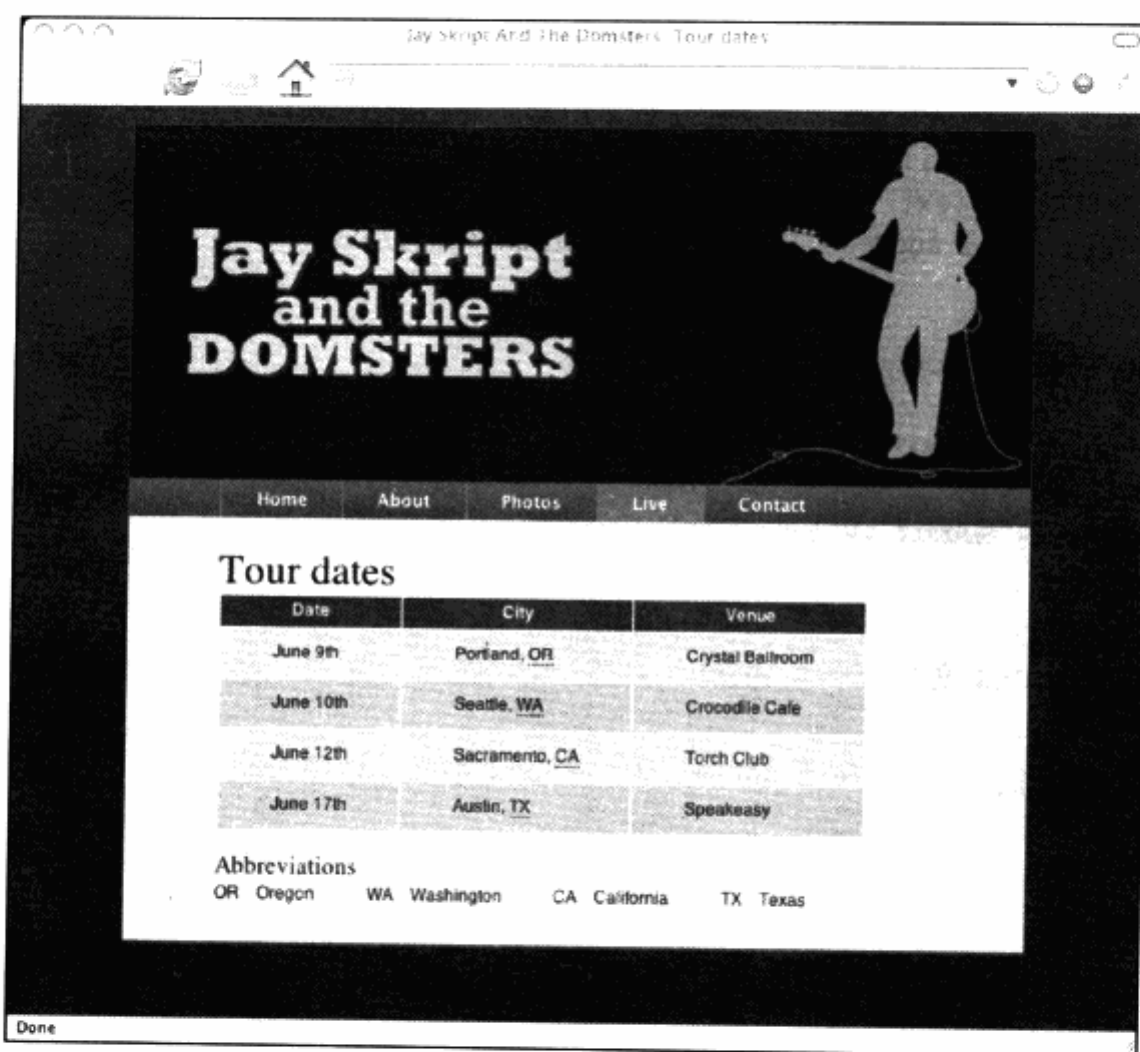 Jay Skript And The Domsters: Tour dates
Jay Skript
and the
DOMSTERS
Home About Photos Live Contact
Tour dates
Date City Venue
June 9th Portland, OR Crystal Ballroom
June 10th Seattle, WA Crocodile Cafe
June 12th Sacramento, CA Torch Club
June 17th Austin, TX Speakeasy
Abbreviations
OR Oregon WA Washington CA California TX Texas
Done